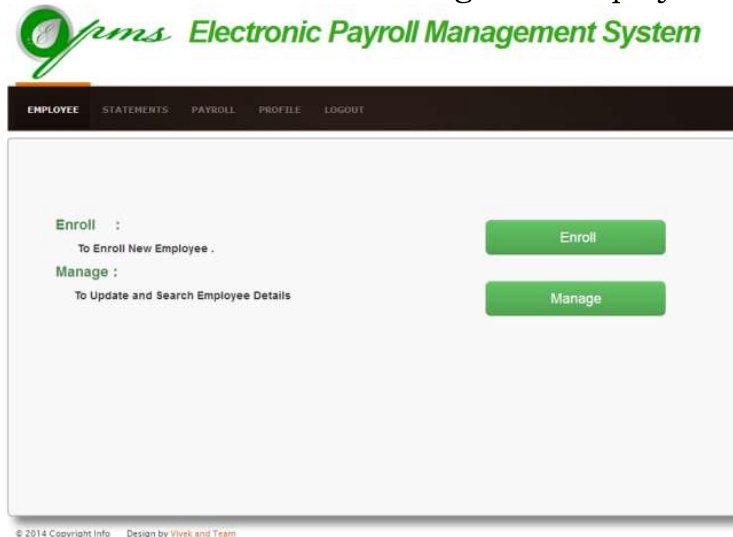 pms Electronic Payroll Management System
EMPLOYEE STATEMENTS PAYROLL PROFILE LOGOUT
Enroll :
Enroll
To Enroll New Employee .
Manage :
To Update and Search Employee Details
Manage
© 2014 Copyright Info Design by Vivek and Team